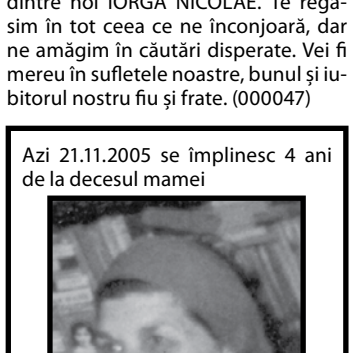 dintre noi IORGA NICOLAE. Te regă-
sim în tot ceea ce ne înconjoară, dar
ne amăgim în căutări disperate. Vei fi
mereu în sufletele noastre, bunul și iu-
bitorul nostru fiu și frate. (000047)
Azi 21.11.2005 se împlinesc 4 ani
de la decesul mamei